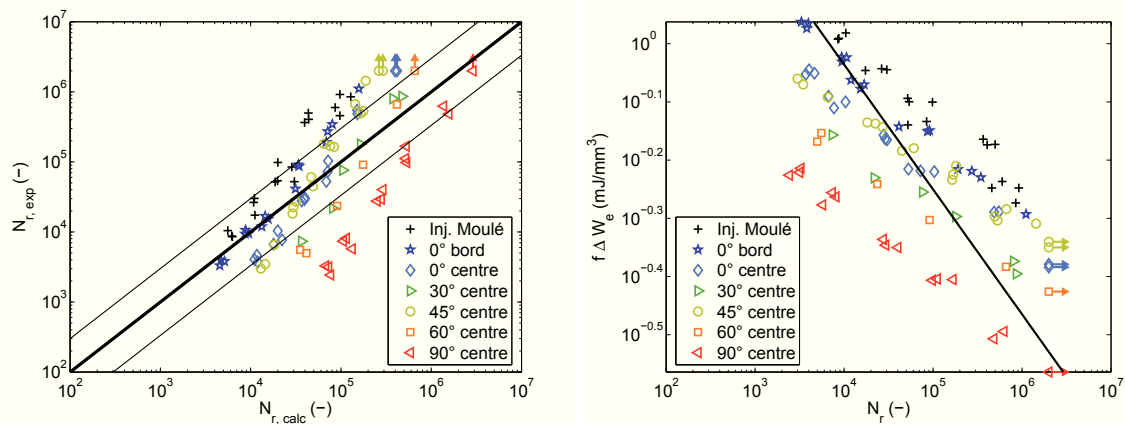 10^7
10^6
10^5
10^4
10^3
10^2
N_{r, exp} (−)
10^2
10^3
10^4
10^5
10^6
10^7
N_{r, calc} (−)
Inj. Moulé
0° bord
0° centre
30° centre
45° centre
60° centre
90° centre
10^0
10^{−0.1}
10^{−0.2}
10^{−0.3}
10^{−0.4}
10^{−0.5}
f Δ W_e (mJ/mm^3)
10^2
10^3
10^4
10^5
10^6
10^7
N_r (−)
Inj. Moulé
0° bord
0° centre
30° centre
45° centre
60° centre
90° centre